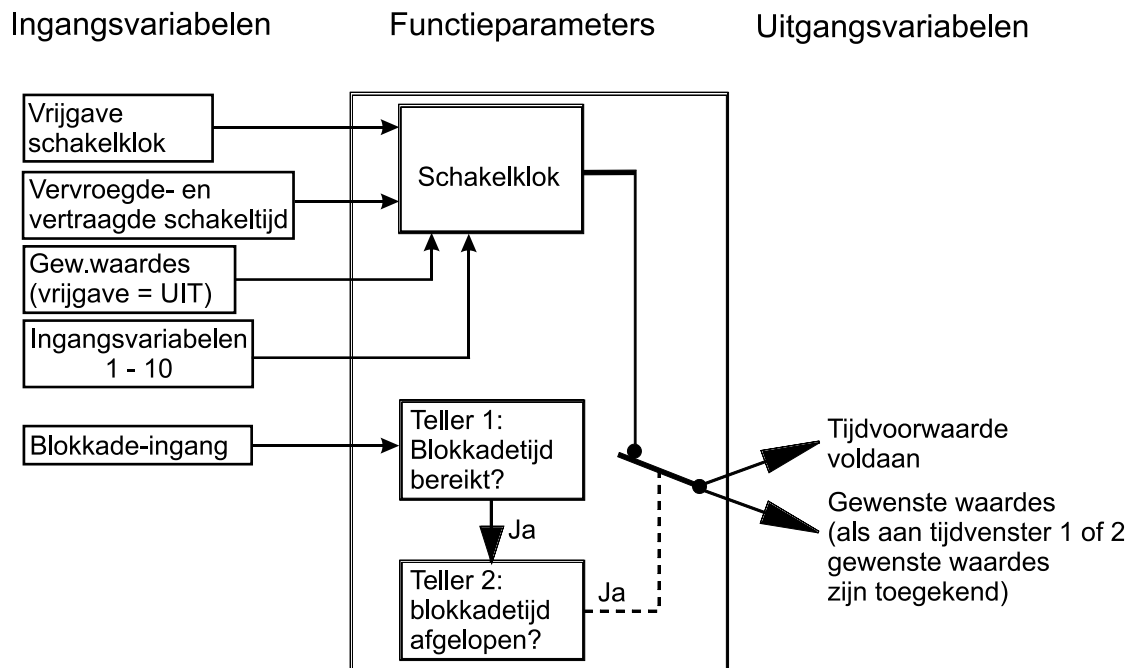 Ingangsvariabelen
Functieparameters
Uitgangsvariabelen
Vrijgave
schakelklok
Vervroegde- en
vertraagde schakeltijd
Gew.waardes
(vrijgave = UIT)
Ingangsvariabelen
1 - 10
Blokkade-ingang
Schakelklok
Teller 1:
Blokkadetijd
bereikt?
Ja
Teller 2:
blokkadetijd
afgelopen?
Ja
Tijdvoorwaarde
voldaan
Gewenste waardes
(als aan tijdvenster 1 of 2
gewenste waardes
zijn toegekend)